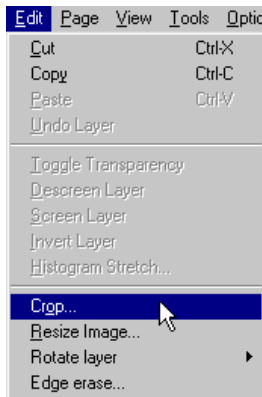 Edit Page View Tools Optio
Cut Ctrl-X
Copy Ctrl-C
Paste Ctrl-V
Undo Layer
Toggle Transparency
Descreen Layer
Screen Layer
Invert Layer
Histogram Stretch...
Crop...
Resize Image...
Rotate layer
Edge erase...